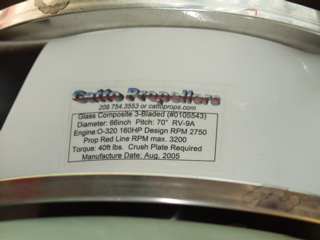 Catto Propellers
209.754.3553 or cattoprops.com
Glass Composite 3-Bladed (#0105543)
Diameter: 66inch Pitch: 70" RV-9A
Engine:O-320 160HP Design RPM 2750
Prop Red Line RPM max. 3200
Torque: 40ft lbs. Crush Plate Required
Manufacture Date: Aug. 2005